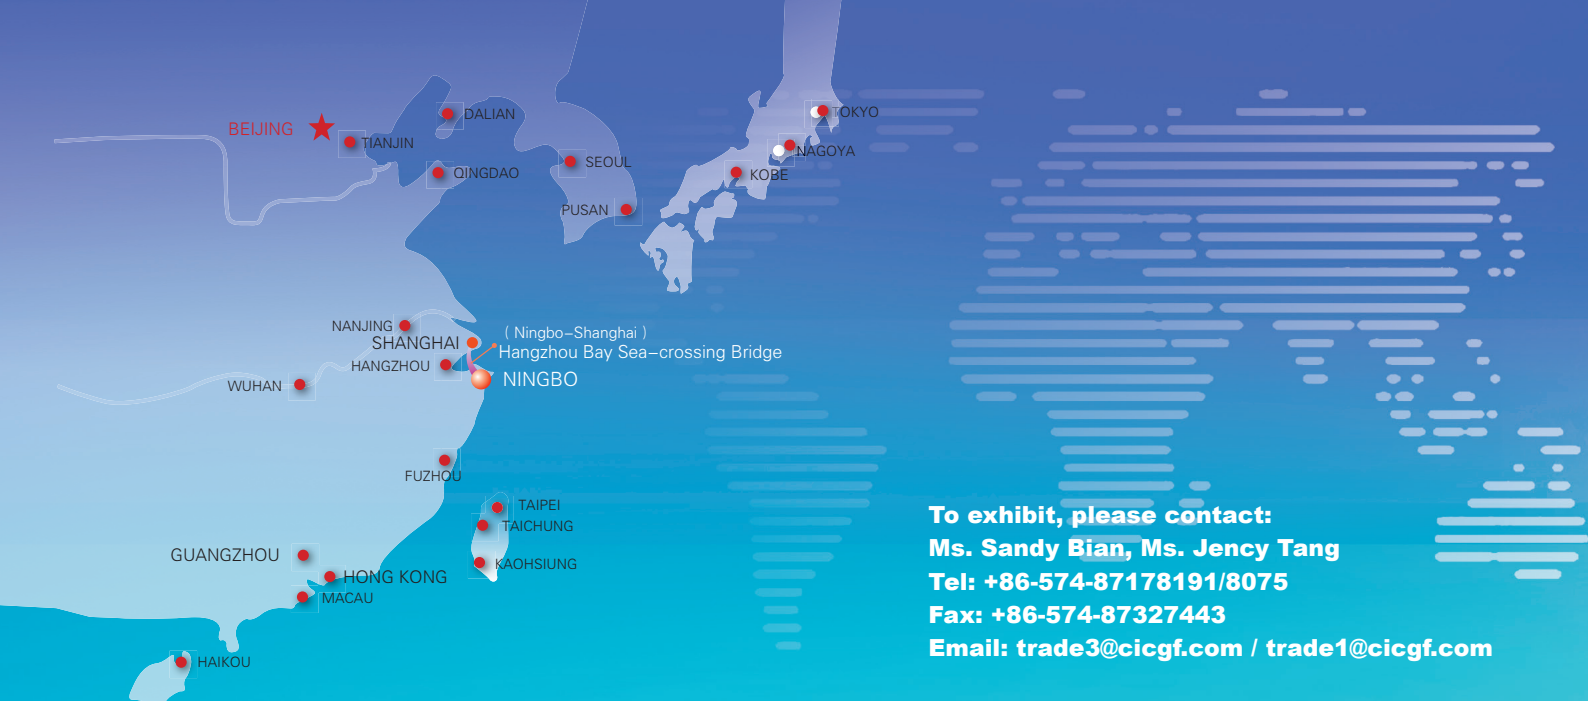 BEIJING
TIANJIN
DALIAN
QINGDAO
SEOUL
PUSAN
TOKYO
NAGOYA
KOBE
NANJING
SHANGHAI
HANGZHOU
WUHAN
( Ningbo–Shanghai )
Hangzhou Bay Sea–crossing Bridge
NINGBO
FUZHOU
TAIPEI
TAICHUNG
KAOHSIUNG
GUANGZHOU
HONG KONG
MACAU
HAIKOU
To exhibit, please contact:
Ms. Sandy Bian, Ms. Jency Tang
Tel: +86-574-87178191/8075
Fax: +86-574-87327443
Email: trade3@cicgf.com / trade1@cicgf.com